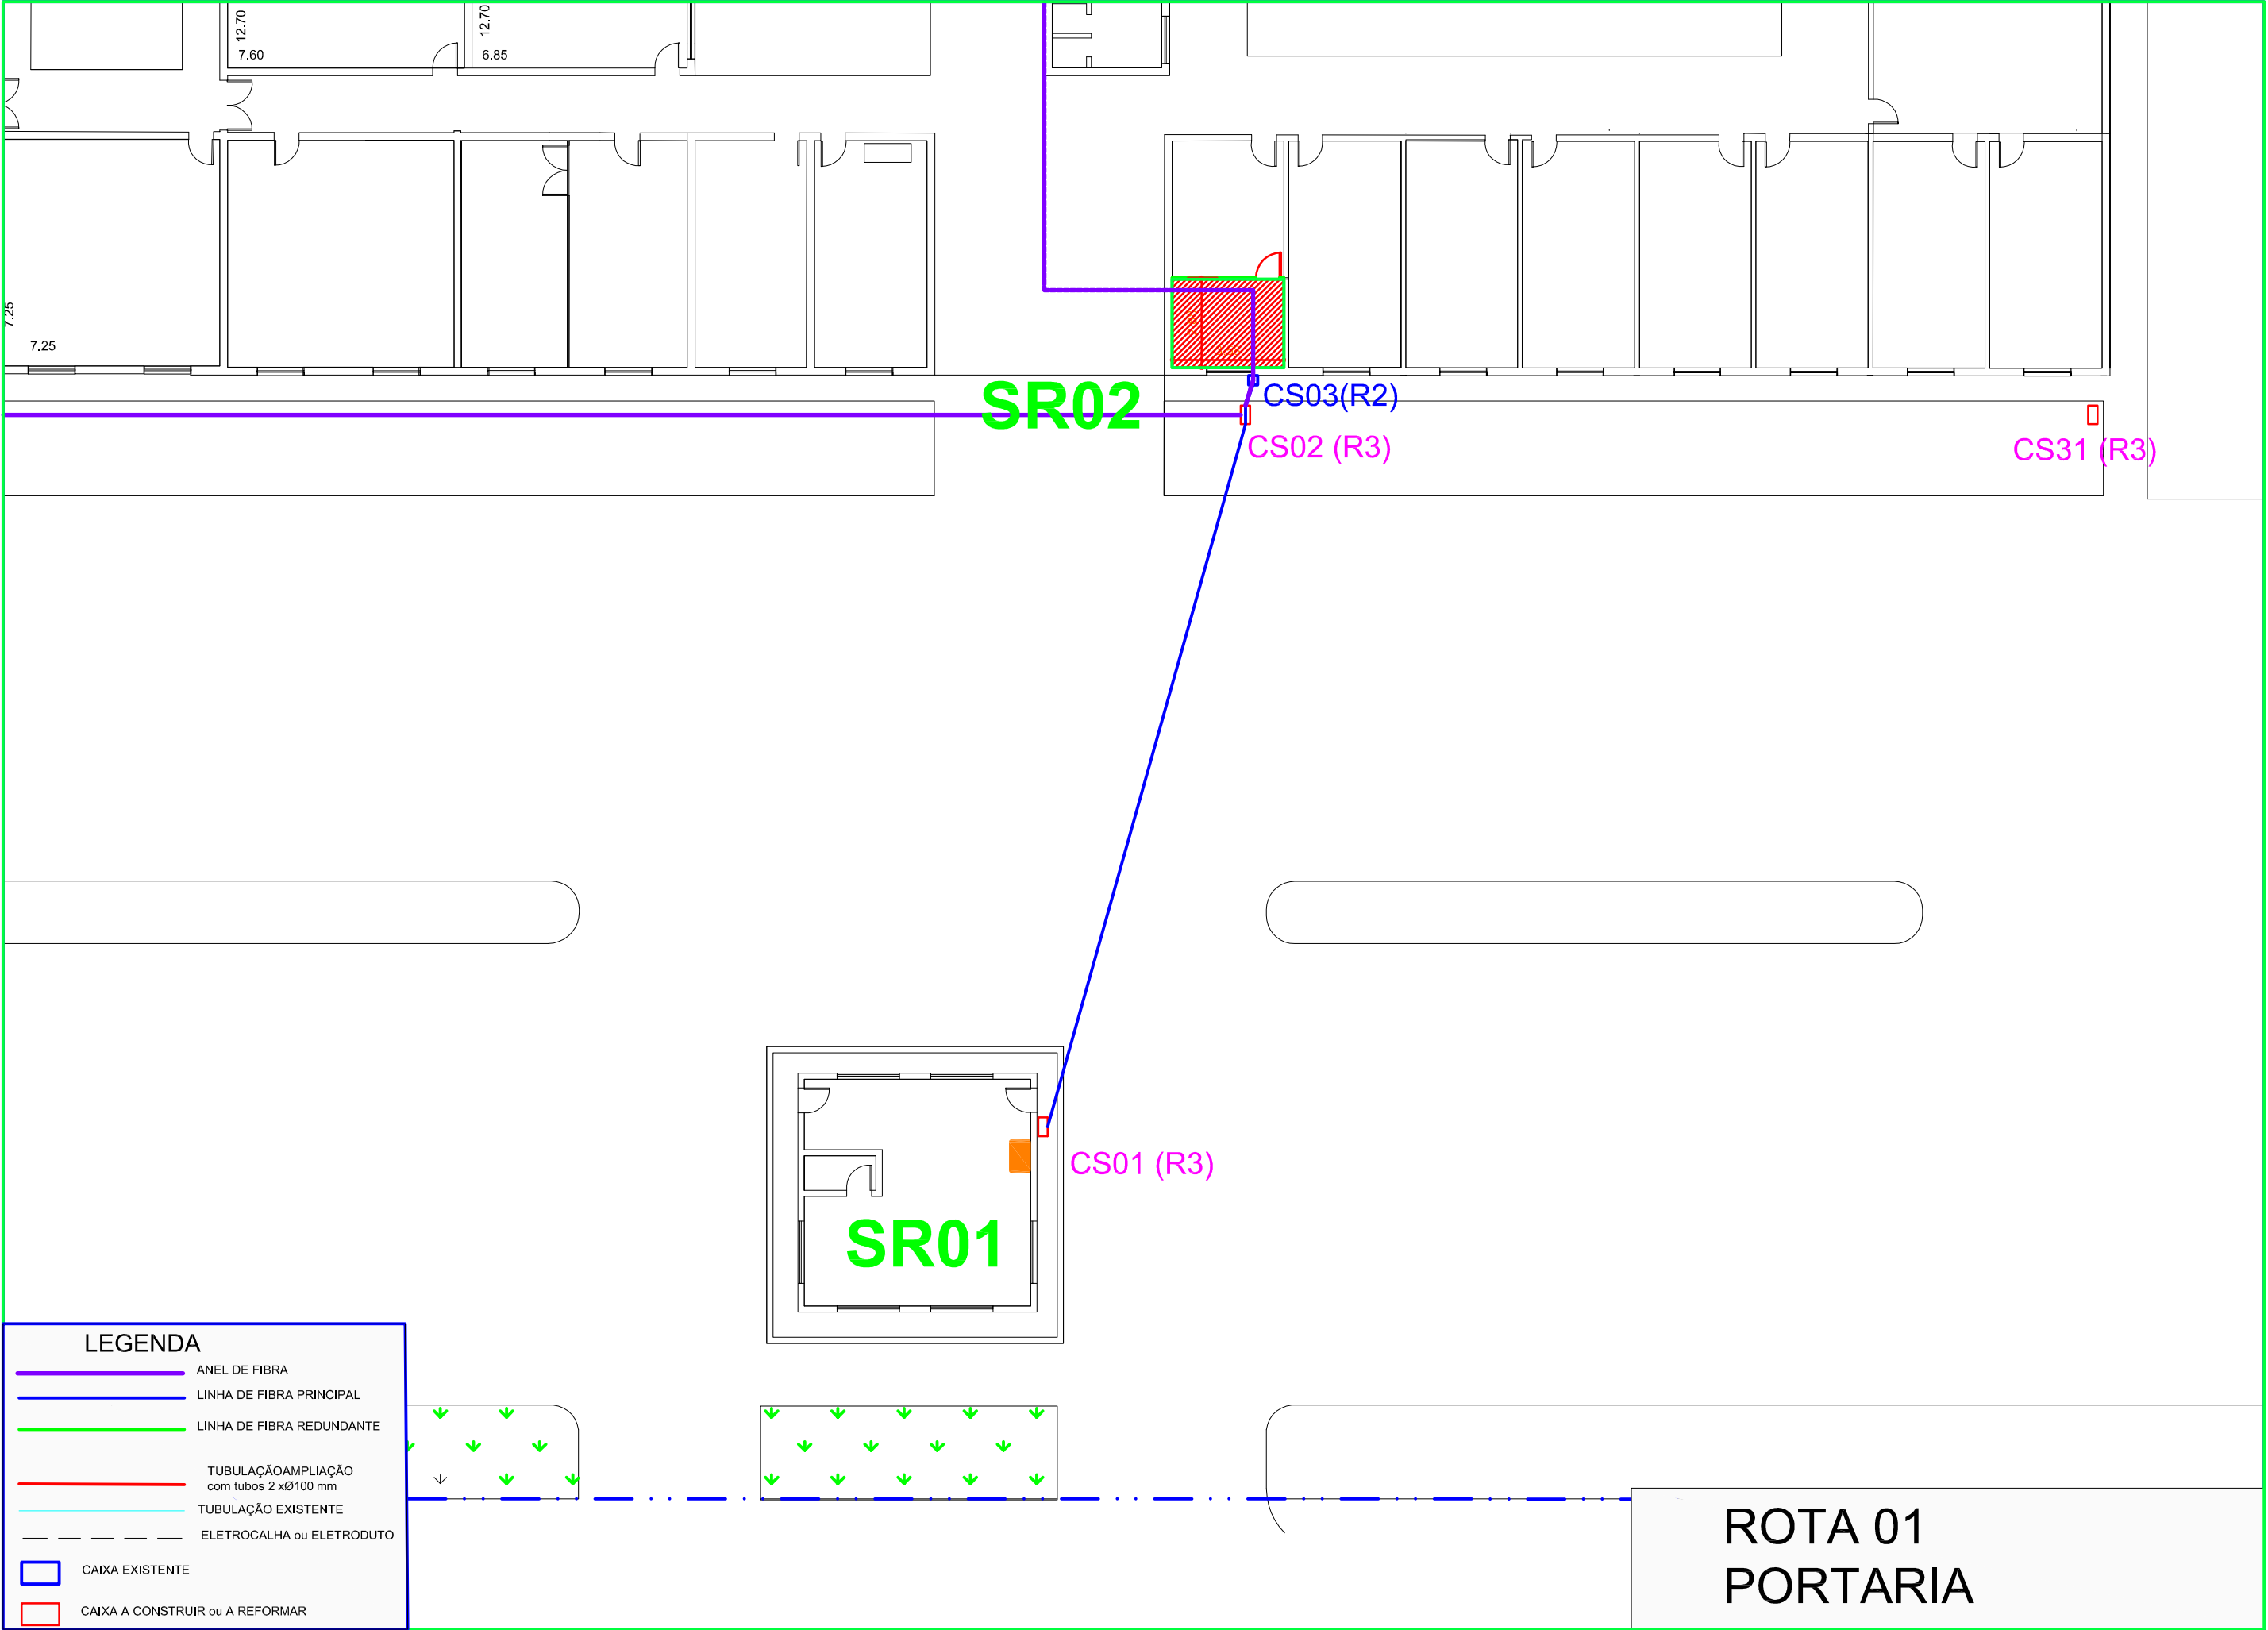 12.70
7.60
12.70
6.85
7.25
7.25
SR02
CS03(R2)
CS02 (R3)
CS31 (R3)
CS01 (R3)
SR01
LEGENDA
ANEL DE FIBRA
LINHA DE FIBRA PRINCIPAL
LINHA DE FIBRA REDUNDANTE
TUBULAÇÃOAMPLIAÇÃO
com tubos 2 xØ100 mm
TUBULAÇÃO EXISTENTE
ELETROCALHA ou ELETRODUTO
CAIXA EXISTENTE
CAIXA A CONSTRUIR ou A REFORMAR
ROTA 01
PORTARIA